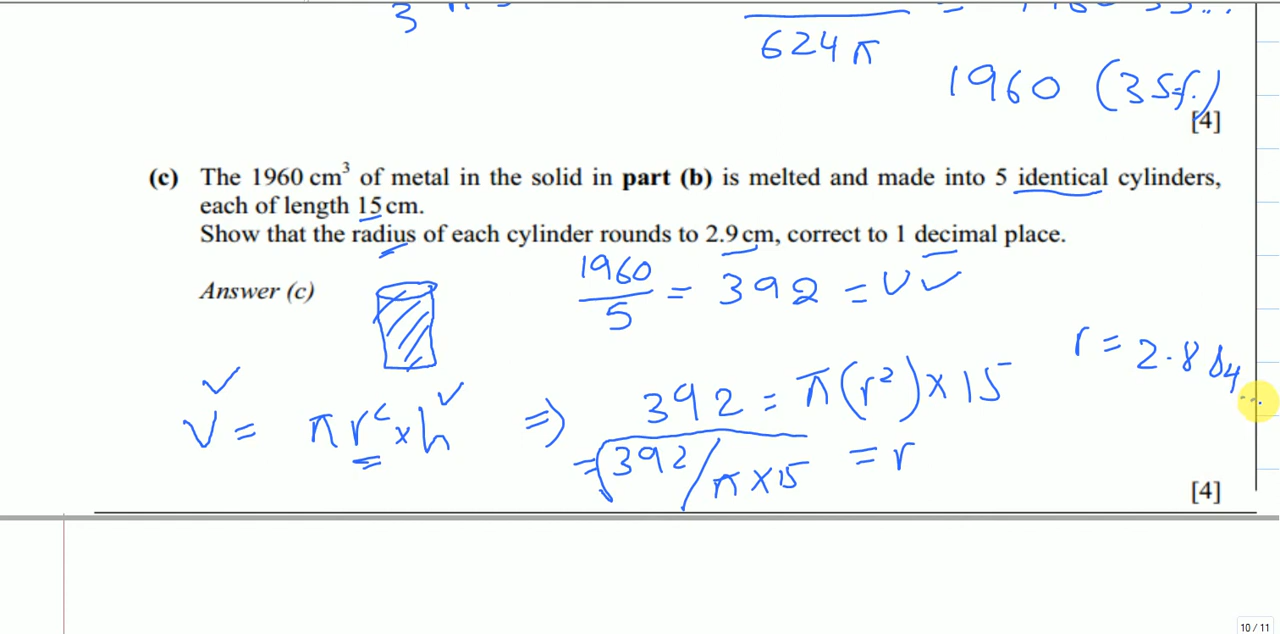 3
624π
1960 (3 s.f.)
[4]
(c) The 1960 cm³ of metal in the solid in part (b) is melted and made into 5 identical cylinders,
each of length 15 cm.
Show that the radius of each cylinder rounds to 2.9 cm, correct to 1 decimal place.
1960/5 = 392 = V ✓
Answer (c)
r = 2.884...
V = πr² × h ⇒ 392 = π(r²) × 15
=√392/π×15 = r
[4]
10 / 11